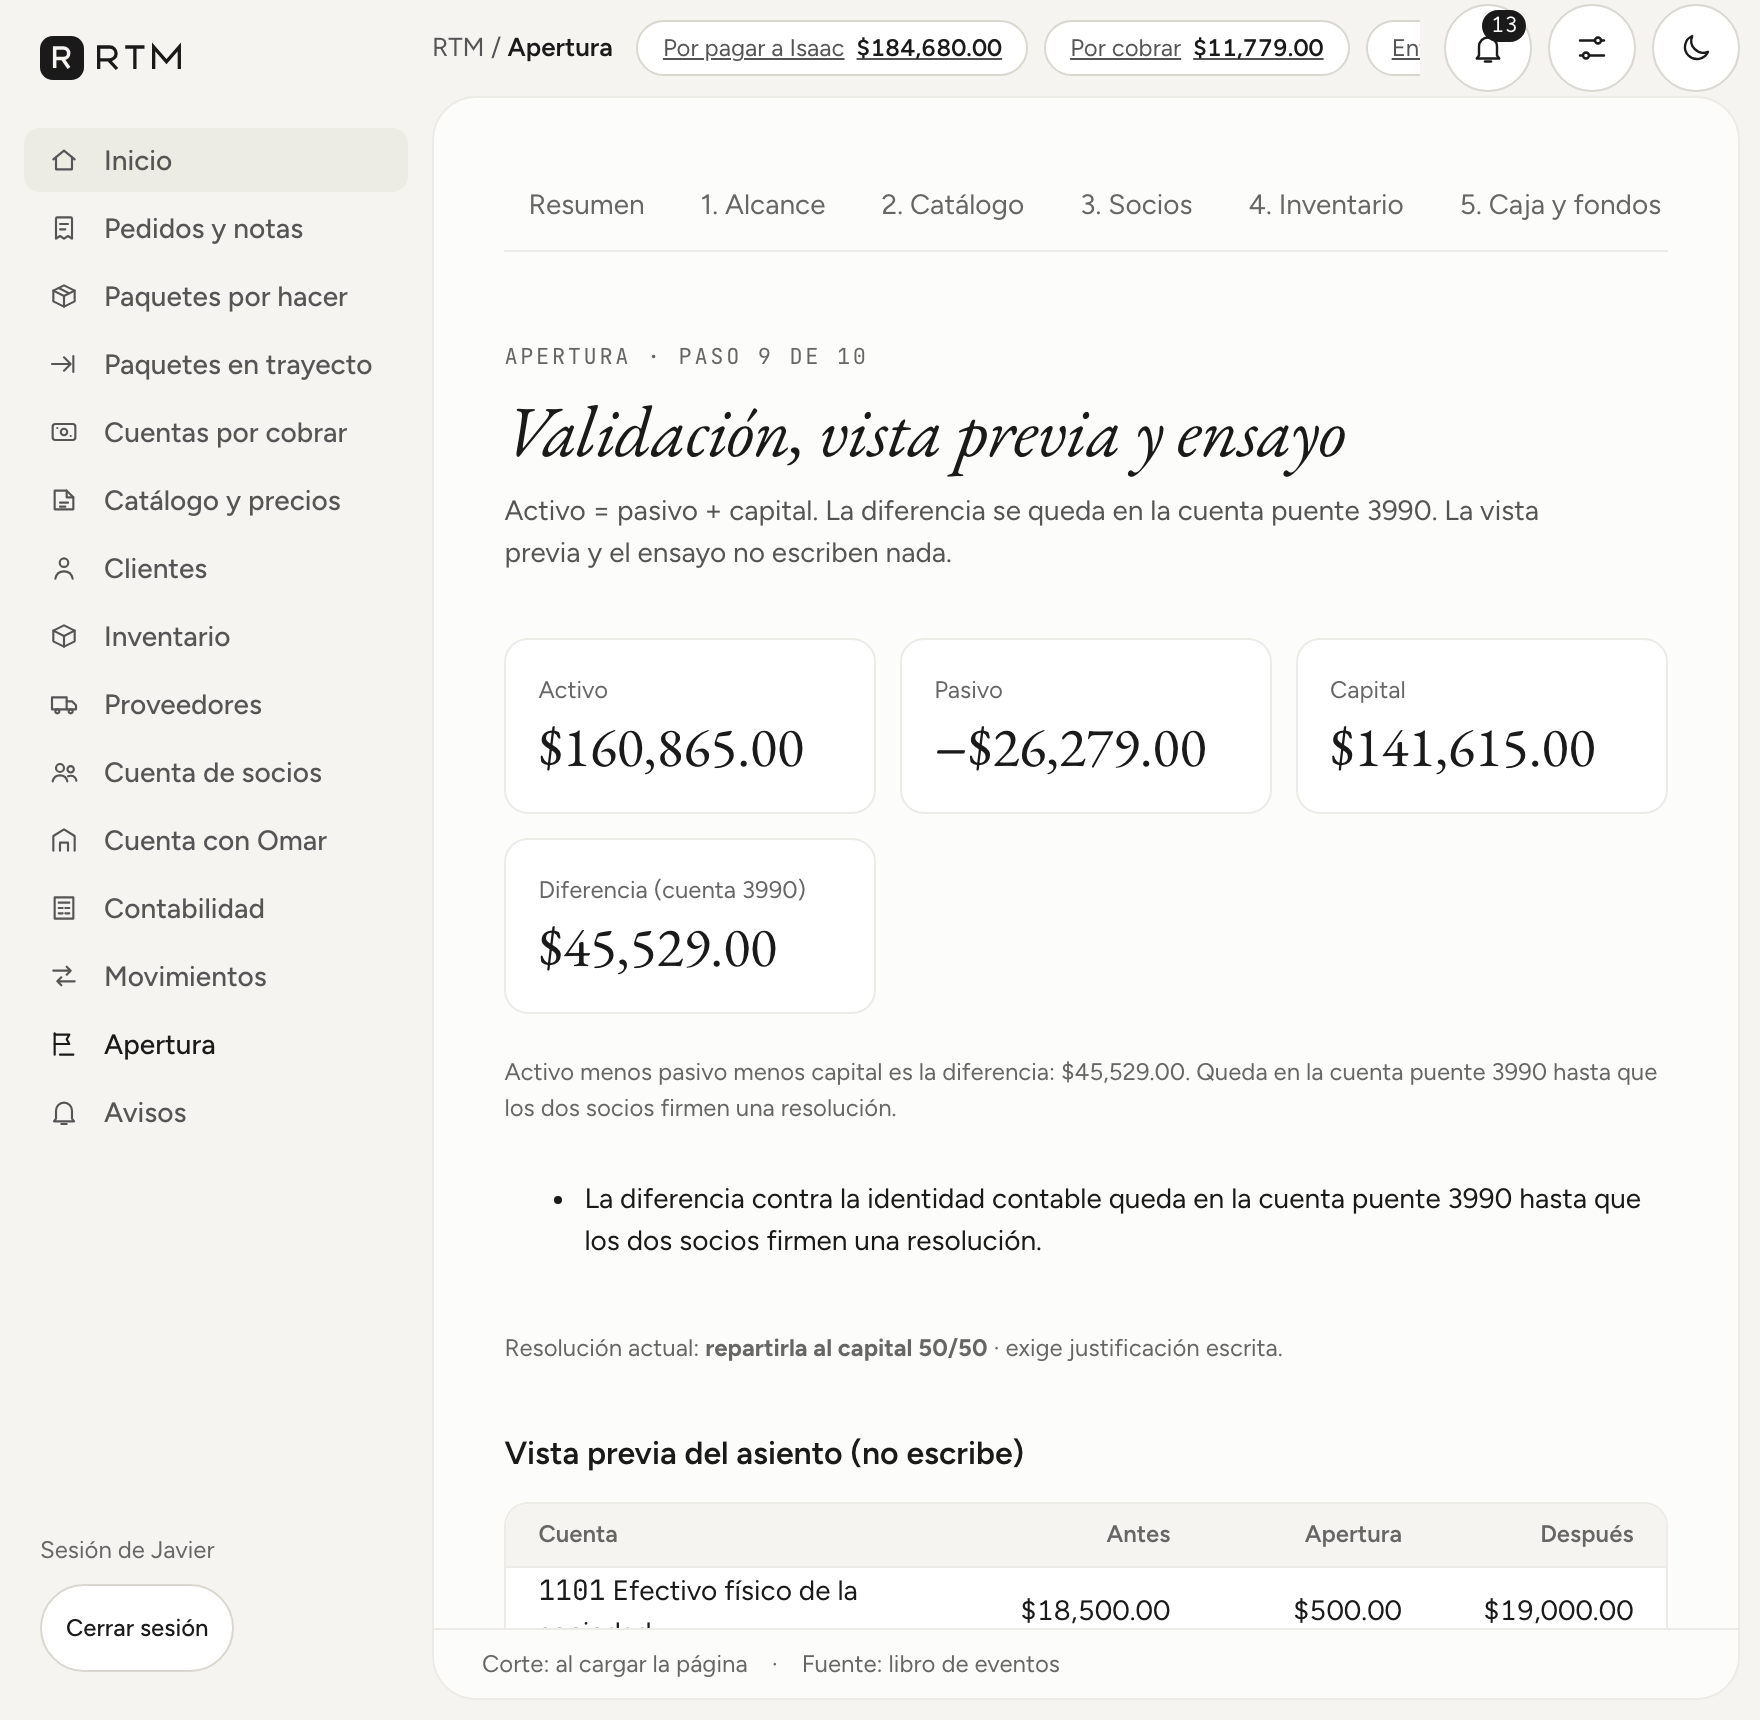 R RTM
Inicio
Pedidos y notas
Paquetes por hacer
Paquetes en trayecto
Cuentas por cobrar
Catálogo y precios
Clientes
Inventario
Proveedores
Cuenta de socios
Cuenta con Omar
Contabilidad
Movimientos
Apertura
Avisos
Sesión de Javier
Cerrar sesión
RTM / Apertura
Por pagar a Isaac $184,680.00
Por cobrar $11,779.00
13
Resumen 1. Alcance 2. Catálogo 3. Socios 4. Inventario 5. Caja y fondos
APERTURA · PASO 9 DE 10
Validación, vista previa y ensayo
Activo = pasivo + capital. La diferencia se queda en la cuenta puente 3990. La vista
previa y el ensayo no escriben nada.
Activo
$160,865.00
Pasivo
−$26,279.00
Capital
$141,615.00
Diferencia (cuenta 3990)
$45,529.00
Activo menos pasivo menos capital es la diferencia: $45,529.00. Queda en la cuenta puente 3990 hasta que
los dos socios firmen una resolución.
• La diferencia contra la identidad contable queda en la cuenta puente 3990 hasta que
los dos socios firmen una resolución.
Resolución actual: repartirla al capital 50/50 · exige justificación escrita.
Vista previa del asiento (no escribe)
Cuenta Antes Apertura Después
1101 Efectivo físico de la
$18,500.00 $500.00 $19,000.00
Corte: al cargar la página · Fuente: libro de eventos